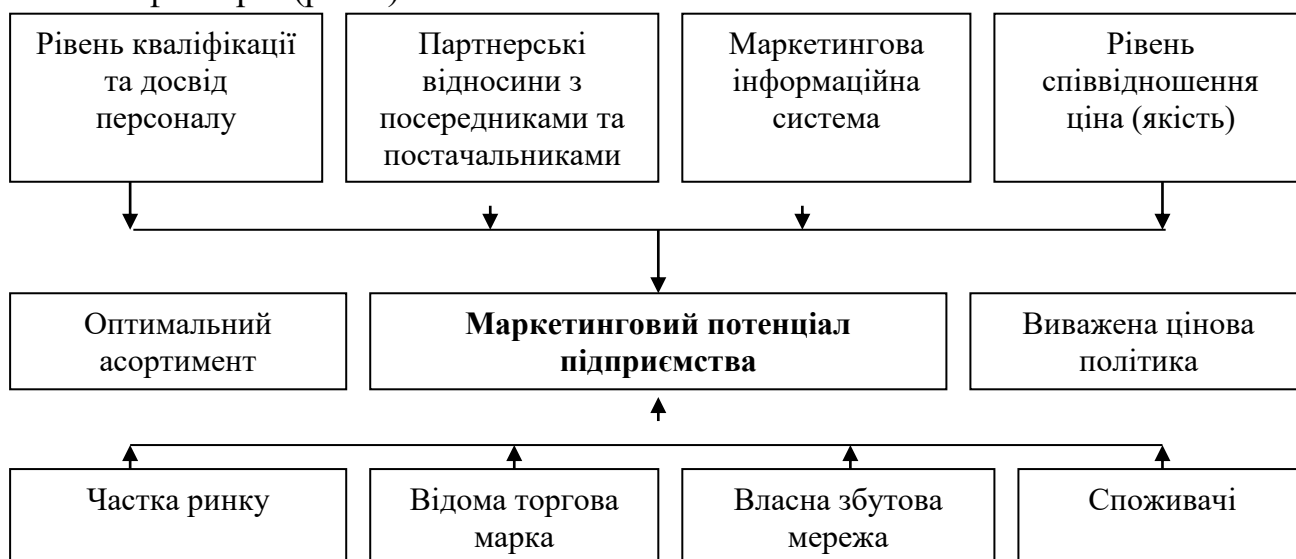 Рівень кваліфікації
та досвід
персоналу
Партнерські
відносини з
посередниками та
постачальниками
Маркетингова
інформаційна
система
Рівень
співвідношення
ціна (якість)
Оптимальний
асортимент
Маркетинговий потенціал
підприємства
Виважена цінова
політика
Частка ринку
Відома торгова
марка
Власна збутова
мережа
Споживачі